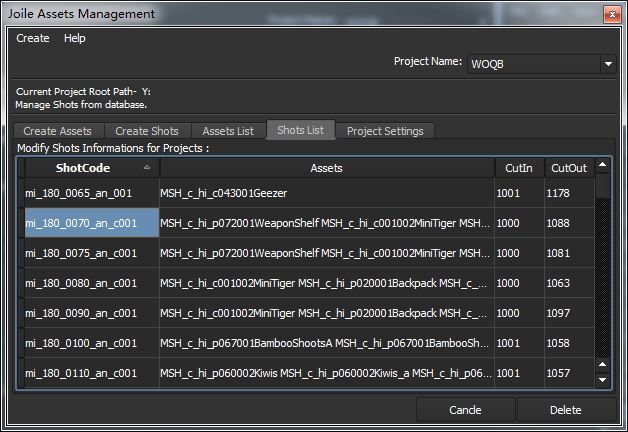 Joile Assets Management
Create Help
Project Name: WOQB
Current Project Root Path- Y:
Manage Shots from database.
Create Assets Create Shots Assets List Shots List Project Settings
Modify Shots Informations for Projects :
ShotCode Assets CutIn CutOut
mi_180_0065_an_001 MSH_c_hi_c043001Geezer 1001 1178
mi_180_0070_an_c001 MSH_c_hi_p072001WeaponShelf MSH_c_hi_c001002MiniTiger MSH... 1000 1088
mi_180_0075_an_c001 MSH_c_hi_p072001WeaponShelf MSH_c_hi_c001002MiniTiger MSH... 1000 1081
mi_180_0080_an_c001 MSH_c_hi_c001002MiniTiger MSH_c_hi_p020001Backpack MSH_c_... 1000 1063
mi_180_0090_an_c001 MSH_c_hi_c001002MiniTiger MSH_c_hi_p020001Backpack MSH_c_... 1000 1097
mi_180_0100_an_c001 MSH_c_hi_p067001BambooShootsA MSH_c_hi_p067001BambooSh... 1001 1058
mi_180_0110_an_c001 MSH_c_hi_p060002Kiwis MSH_c_hi_p060002Kiwis_a MSH_c_hi_p06... 1001 1057
Cancle Delete